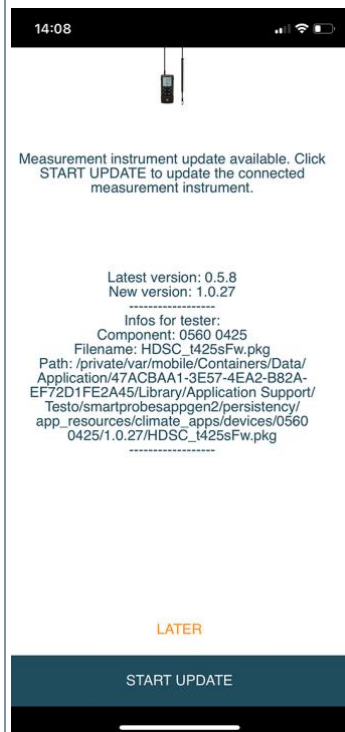 14:08
Measurement instrument update available. Click
START UPDATE to update the connected
measurement instrument.
Latest version: 0.5.8
New version: 1.0.27
------------------
Infos for tester:
Component: 0560 0425
Filename: HDSC_t425sFw.pkg
Path: /private/var/mobile/Containers/Data/
Application/47ACBAA1-3E57-4EA2-B82A-
EF72D1FE2A45/Library/Application Support/
Testo/smartprobesappgen2/persistency/
app_resources/climate_apps/devices/0560
0425/1.0.27/HDSC_t425sFw.pkg
------------------
LATER
START UPDATE